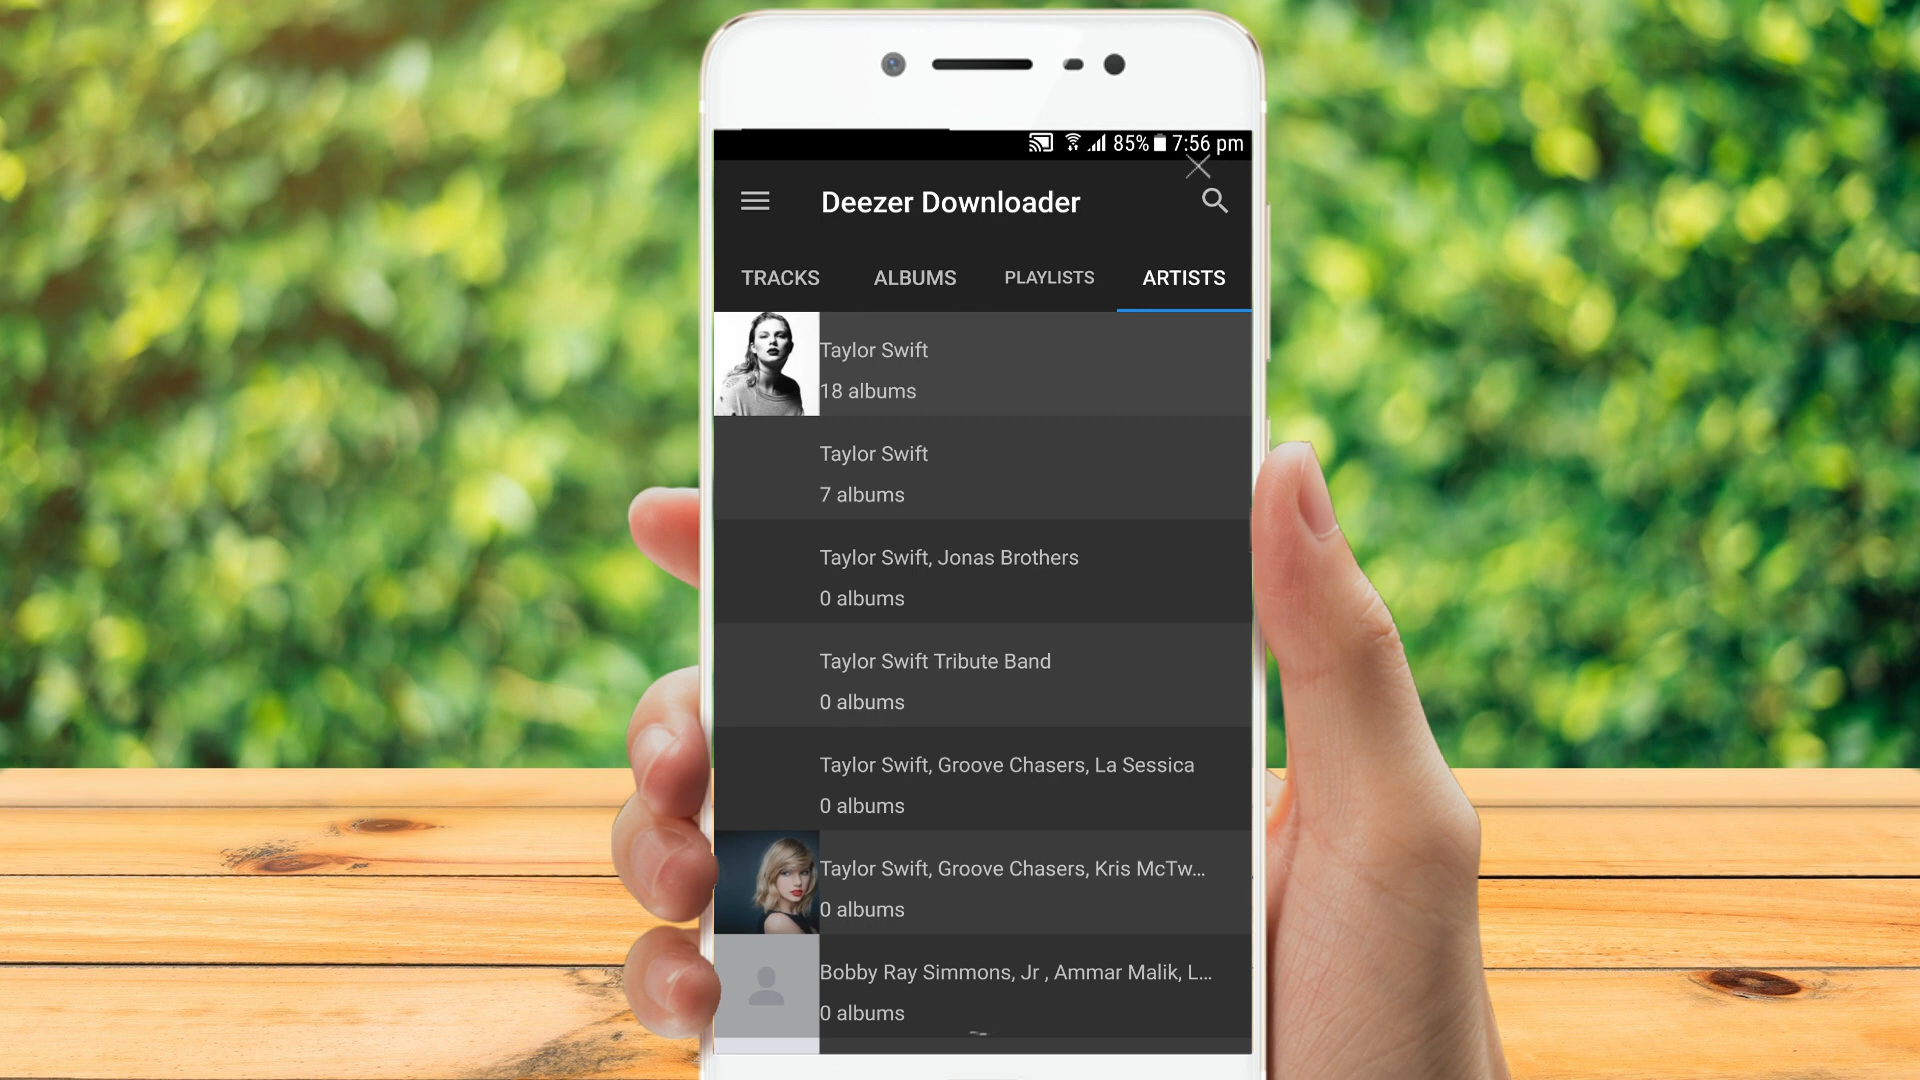 85% 7:56 pm
Deezer Downloader
TRACKS ALBUMS PLAYLISTS ARTISTS
Taylor Swift
18 albums
Taylor Swift
7 albums
Taylor Swift, Jonas Brothers
0 albums
Taylor Swift Tribute Band
0 albums
Taylor Swift, Groove Chasers, La Sessica
0 albums
Taylor Swift, Groove Chasers, Kris McTw...
0 albums
Bobby Ray Simmons, Jr , Ammar Malik, L...
0 albums